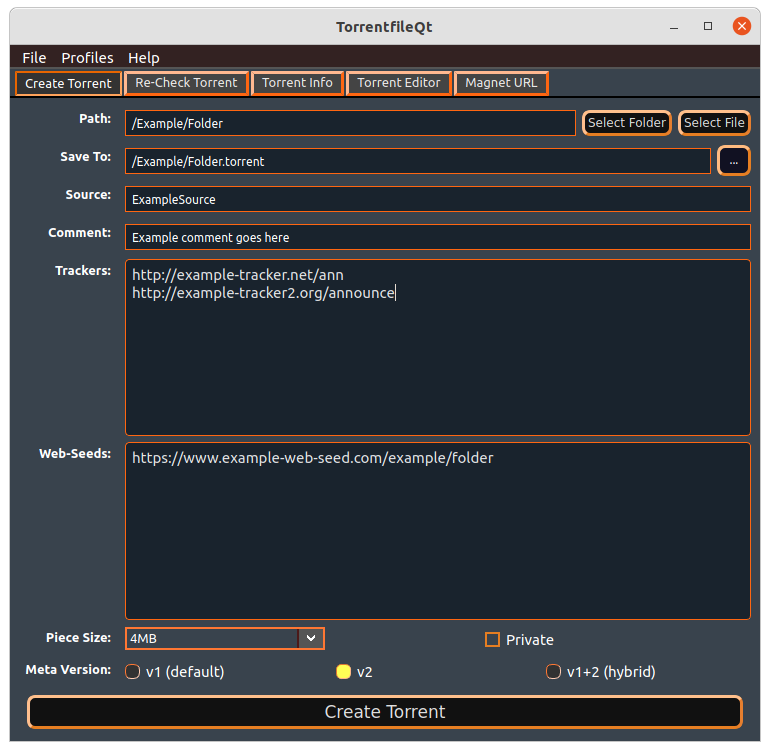 TorrentfileQt
File Profiles Help
Create Torrent Re-Check Torrent Torrent Info Torrent Editor Magnet URL
Path: /Example/Folder Select Folder Select File
Save To: /Example/Folder.torrent ...
Source: ExampleSource
Comment: Example comment goes here
Trackers: http://example-tracker.net/ann
http://example-tracker2.org/announce
Web-Seeds: https://www.example-web-seed.com/example/folder
Piece Size: 4MB Private
Meta Version: v1 (default) v2 v1+2 (hybrid)
Create Torrent